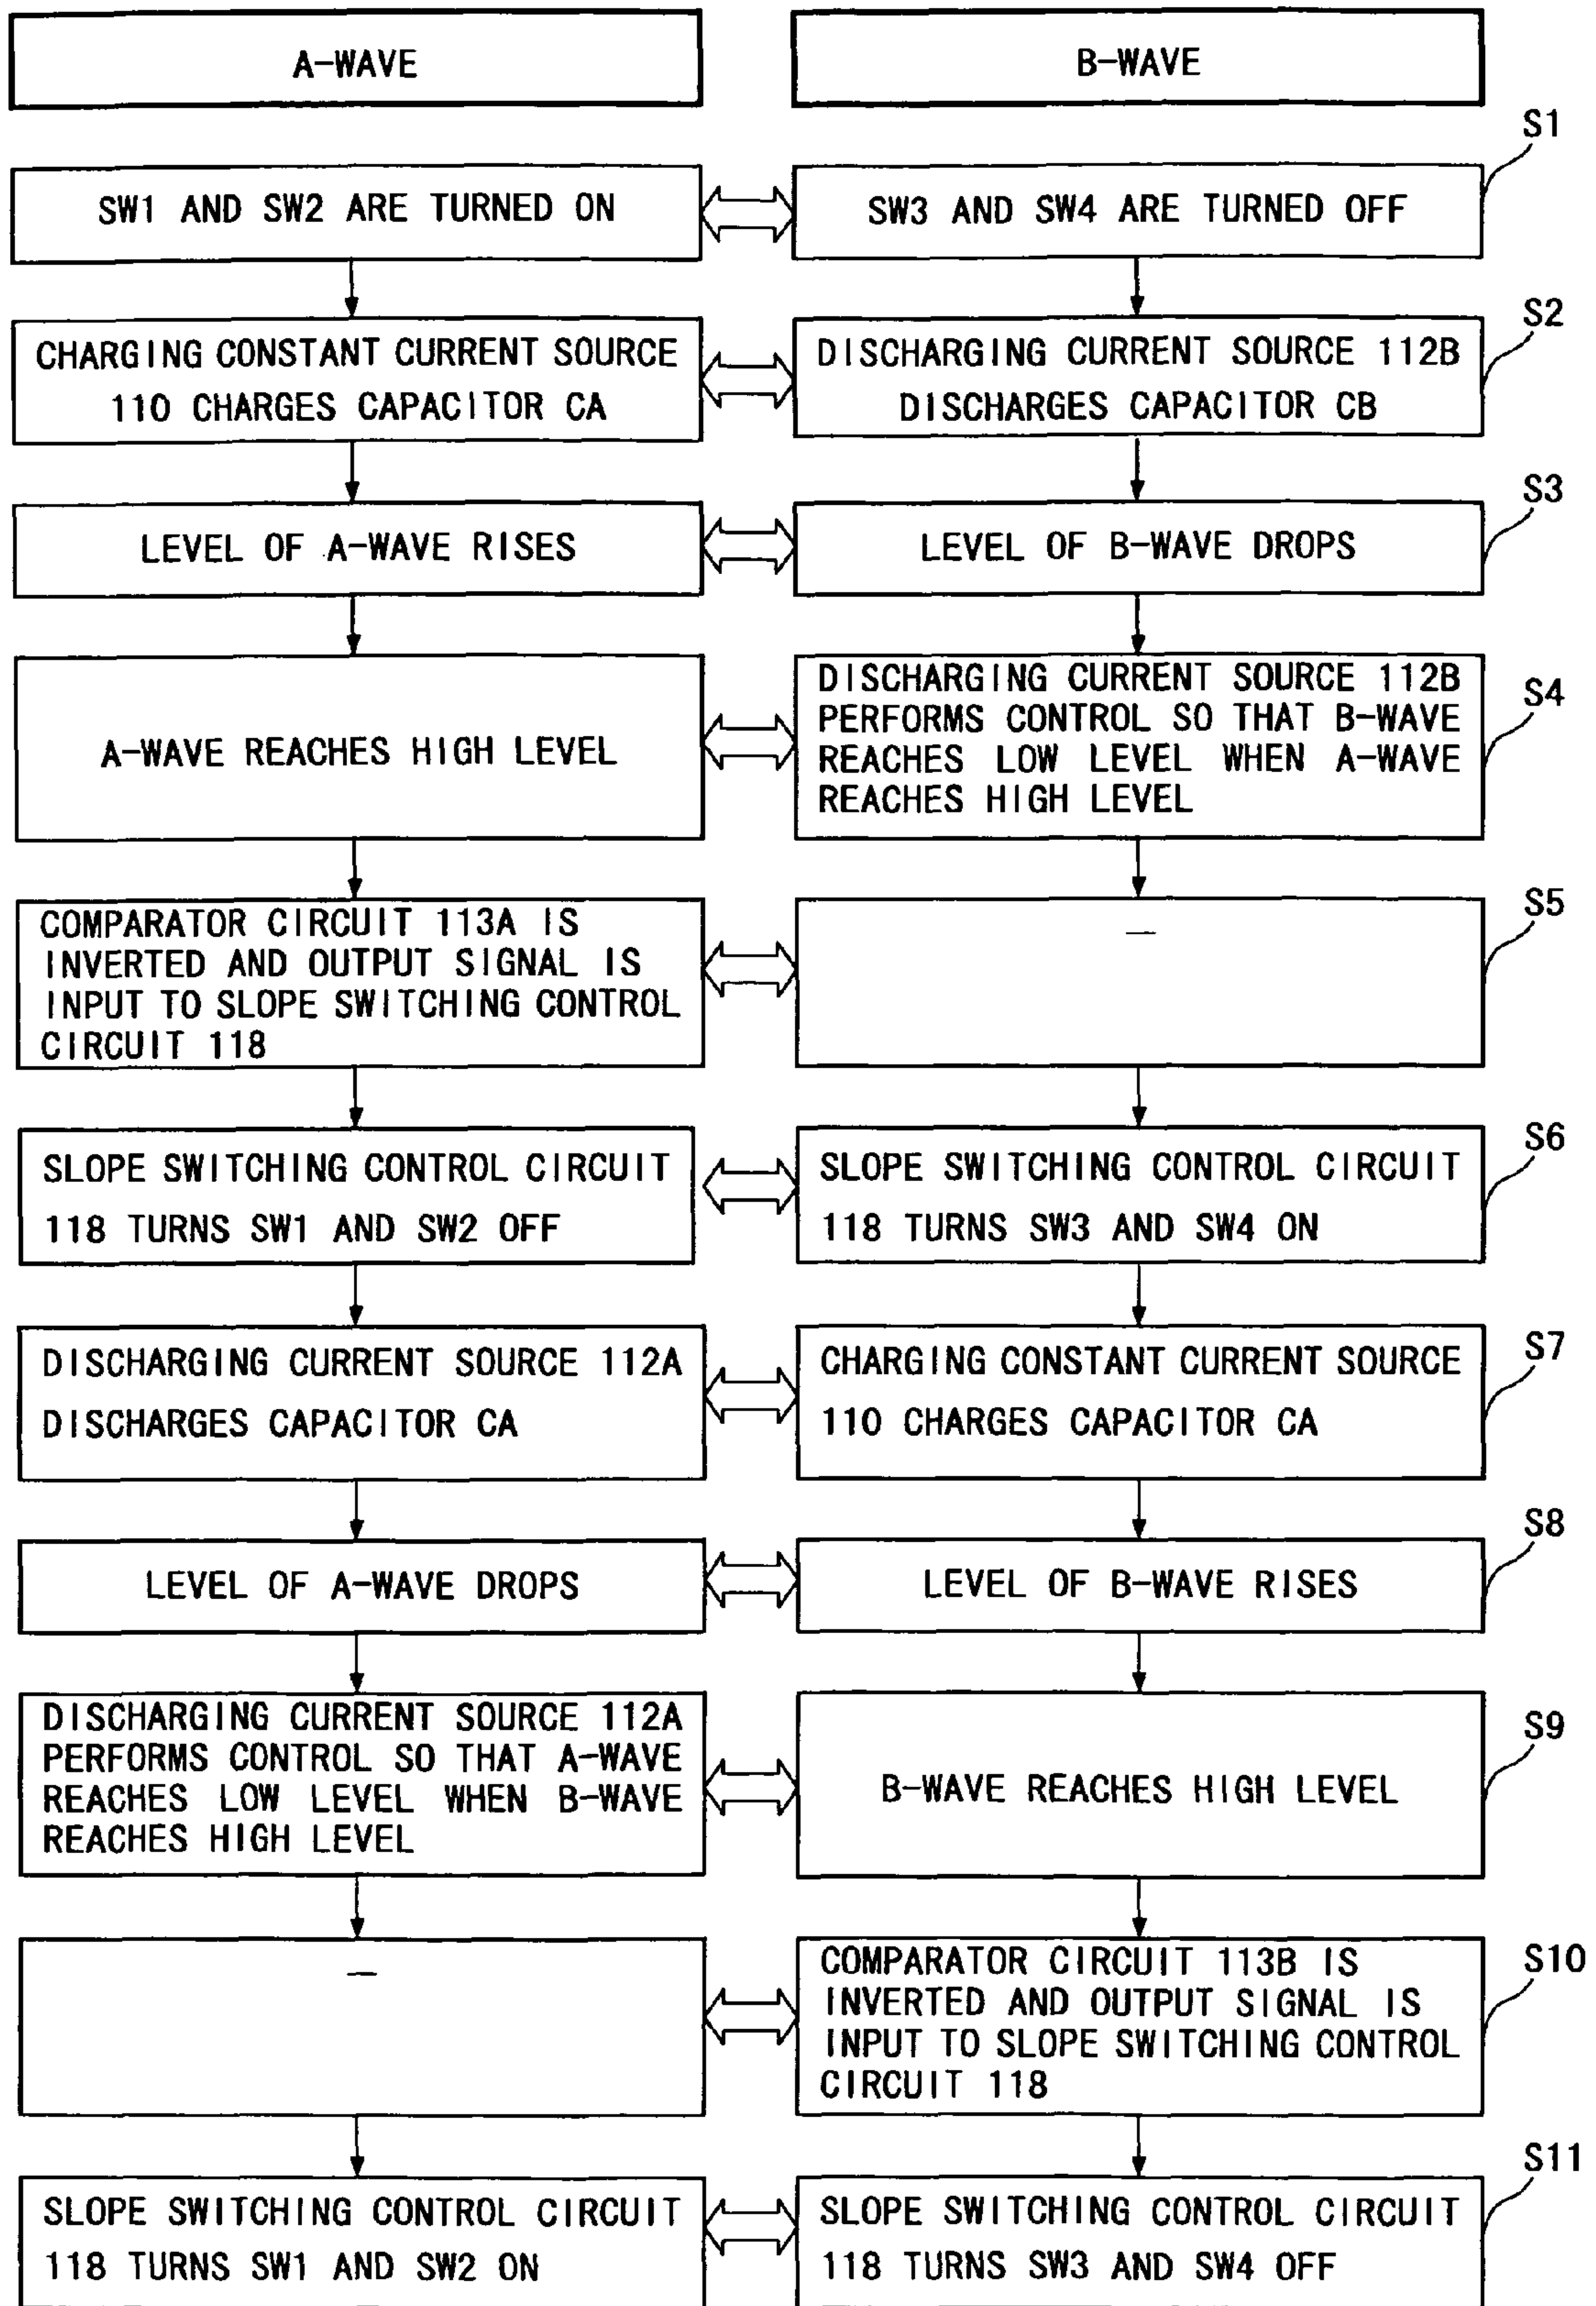 A-WAVE
B-WAVE
S1
SW1 AND SW2 ARE TURNED ON
SW3 AND SW4 ARE TURNED OFF
S2
CHARGING CONSTANT CURRENT SOURCE
110 CHARGES CAPACITOR CA
DISCHARGING CURRENT SOURCE 112B
DISCHARGES CAPACITOR CB
S3
LEVEL OF A-WAVE RISES
LEVEL OF B-WAVE DROPS
S4
A-WAVE REACHES HIGH LEVEL
DISCHARGING CURRENT SOURCE 112B
PERFORMS CONTROL SO THAT B-WAVE
REACHES LOW LEVEL WHEN A-WAVE
REACHES HIGH LEVEL
S5
COMPARATOR CIRCUIT 113A IS
INVERTED AND OUTPUT SIGNAL IS
INPUT TO SLOPE SWITCHING CONTROL
CIRCUIT 118
—
S6
SLOPE SWITCHING CONTROL CIRCUIT
118 TURNS SW1 AND SW2 OFF
SLOPE SWITCHING CONTROL CIRCUIT
118 TURNS SW3 AND SW4 ON
S7
DISCHARGING CURRENT SOURCE 112A
DISCHARGES CAPACITOR CA
CHARGING CONSTANT CURRENT SOURCE
110 CHARGES CAPACITOR CA
S8
LEVEL OF A-WAVE DROPS
LEVEL OF B-WAVE RISES
S9
DISCHARGING CURRENT SOURCE 112A
PERFORMS CONTROL SO THAT A-WAVE
REACHES LOW LEVEL WHEN B-WAVE
REACHES HIGH LEVEL
B-WAVE REACHES HIGH LEVEL
S10
—
COMPARATOR CIRCUIT 113B IS
INVERTED AND OUTPUT SIGNAL IS
INPUT TO SLOPE SWITCHING CONTROL
CIRCUIT 118
S11
SLOPE SWITCHING CONTROL CIRCUIT
118 TURNS SW1 AND SW2 ON
SLOPE SWITCHING CONTROL CIRCUIT
118 TURNS SW3 AND SW4 OFF